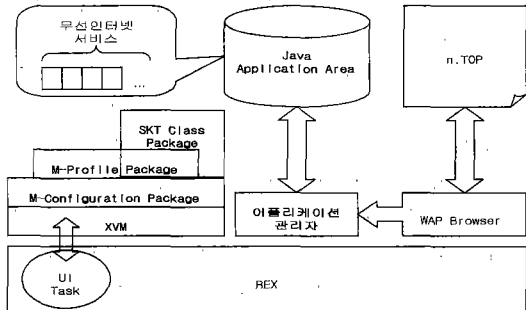 무선인터넷
서비스
...
Java
Application Area
n.TOP
SKT Class
Package
M-Profile Package
M-Configuration Package
XVM
어플리케이션
관리자
WAP Browser
UI
Task
REX